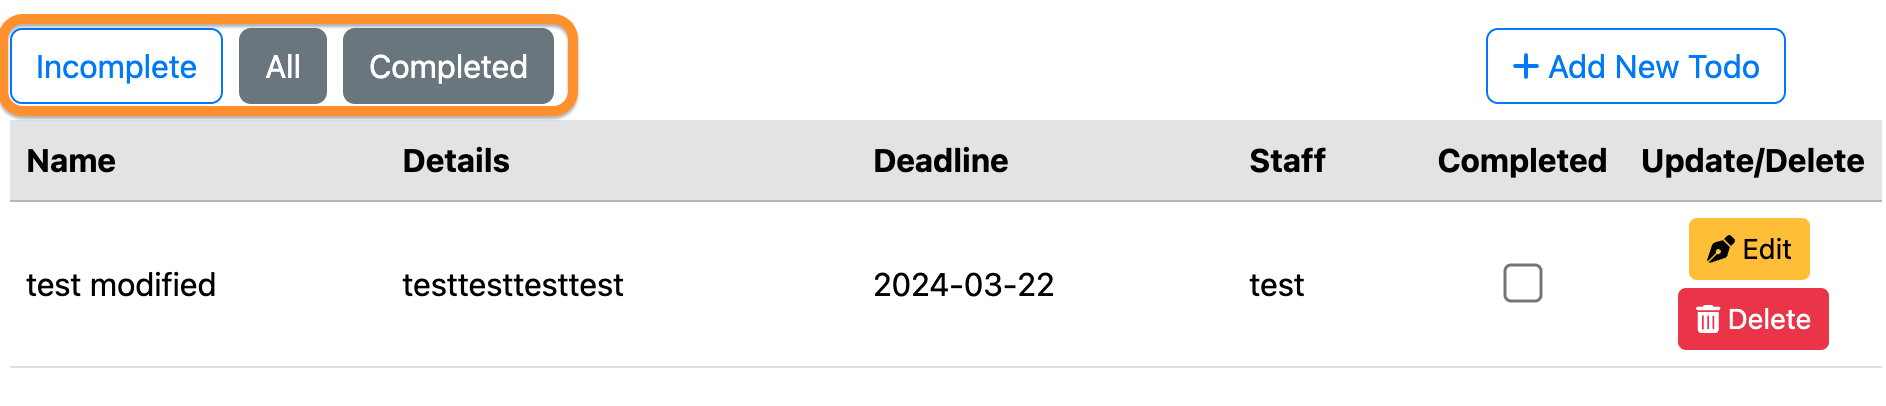 Incomplete All Completed + Add New Todo
Name Details Deadline Staff Completed Update/Delete
test modified testtesttesttest 2024-03-22 test Edit
Delete